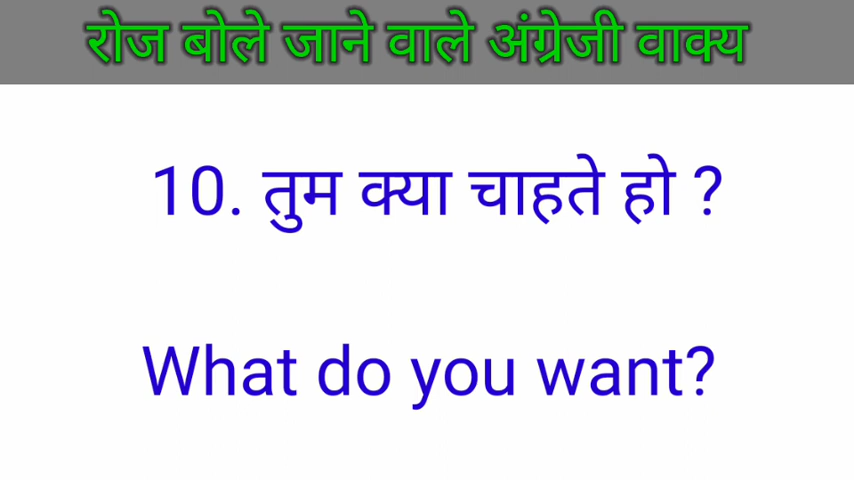 रोज बोले जाने वाले अंग्रेजी वाक्य
10. तुम क्या चाहते हो ?
What do you want?